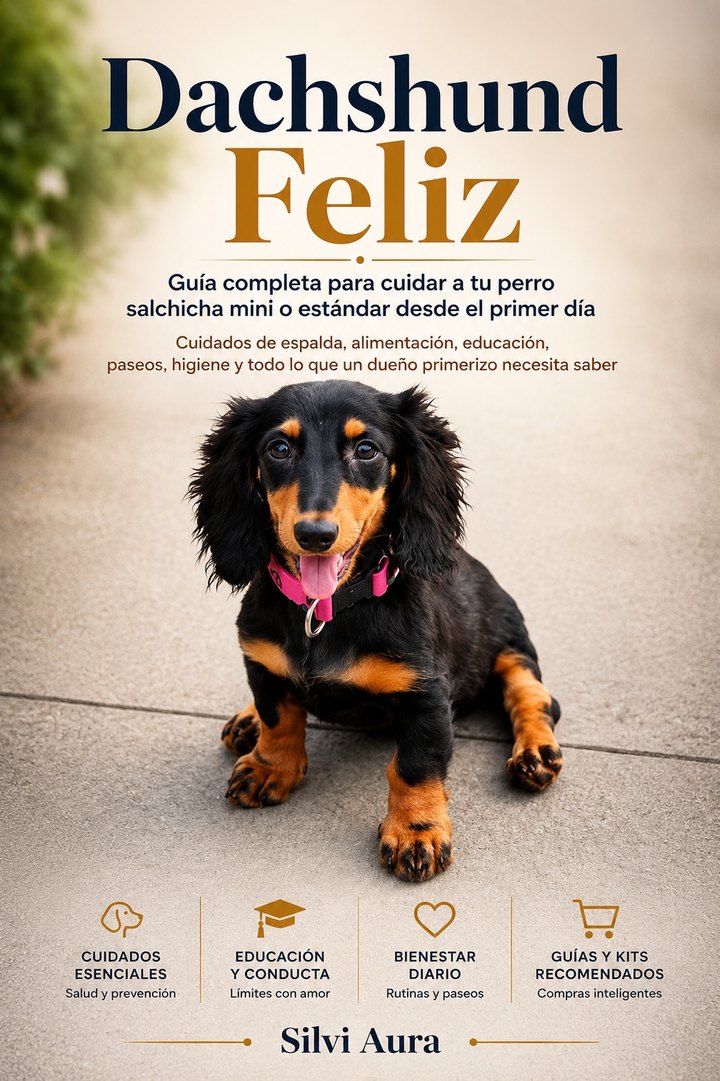 Dachshund
Feliz
Guía completa para cuidar a tu perro
salchicha mini o estándar desde el primer día
Cuidados de espalda, alimentación, educación,
paseos, higiene y todo lo que un dueño primerizo necesita saber
CUIDADOS
ESENCIALES
Salud y prevención
EDUCACIÓN
Y CONDUCTA
Límites con amor
BIENESTAR
DIARIO
Rutinas y paseos
GUÍAS Y KITS
RECOMENDADOS
Compras inteligentes
Silvi Aura